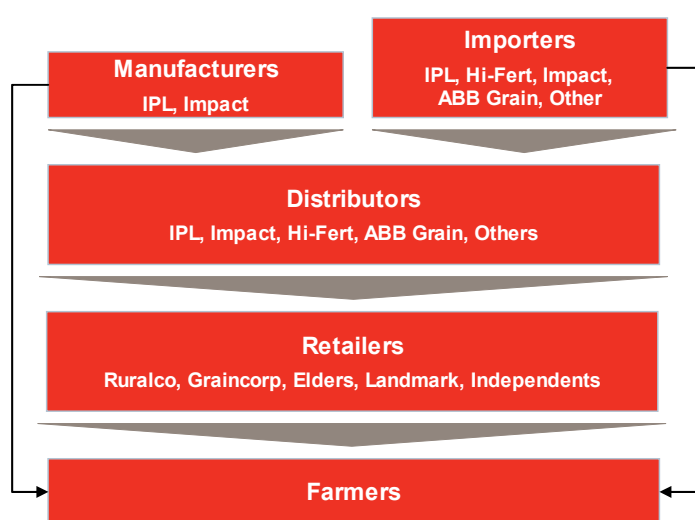 Manufacturers
IPL, Impact
Importers
IPL, Hi-Fert, Impact,
ABB Grain, Other
Distributors
IPL, Impact, Hi-Fert, ABB Grain, Others
Retailers
Ruralco, Graincorp, Elders, Landmark, Independents
Farmers